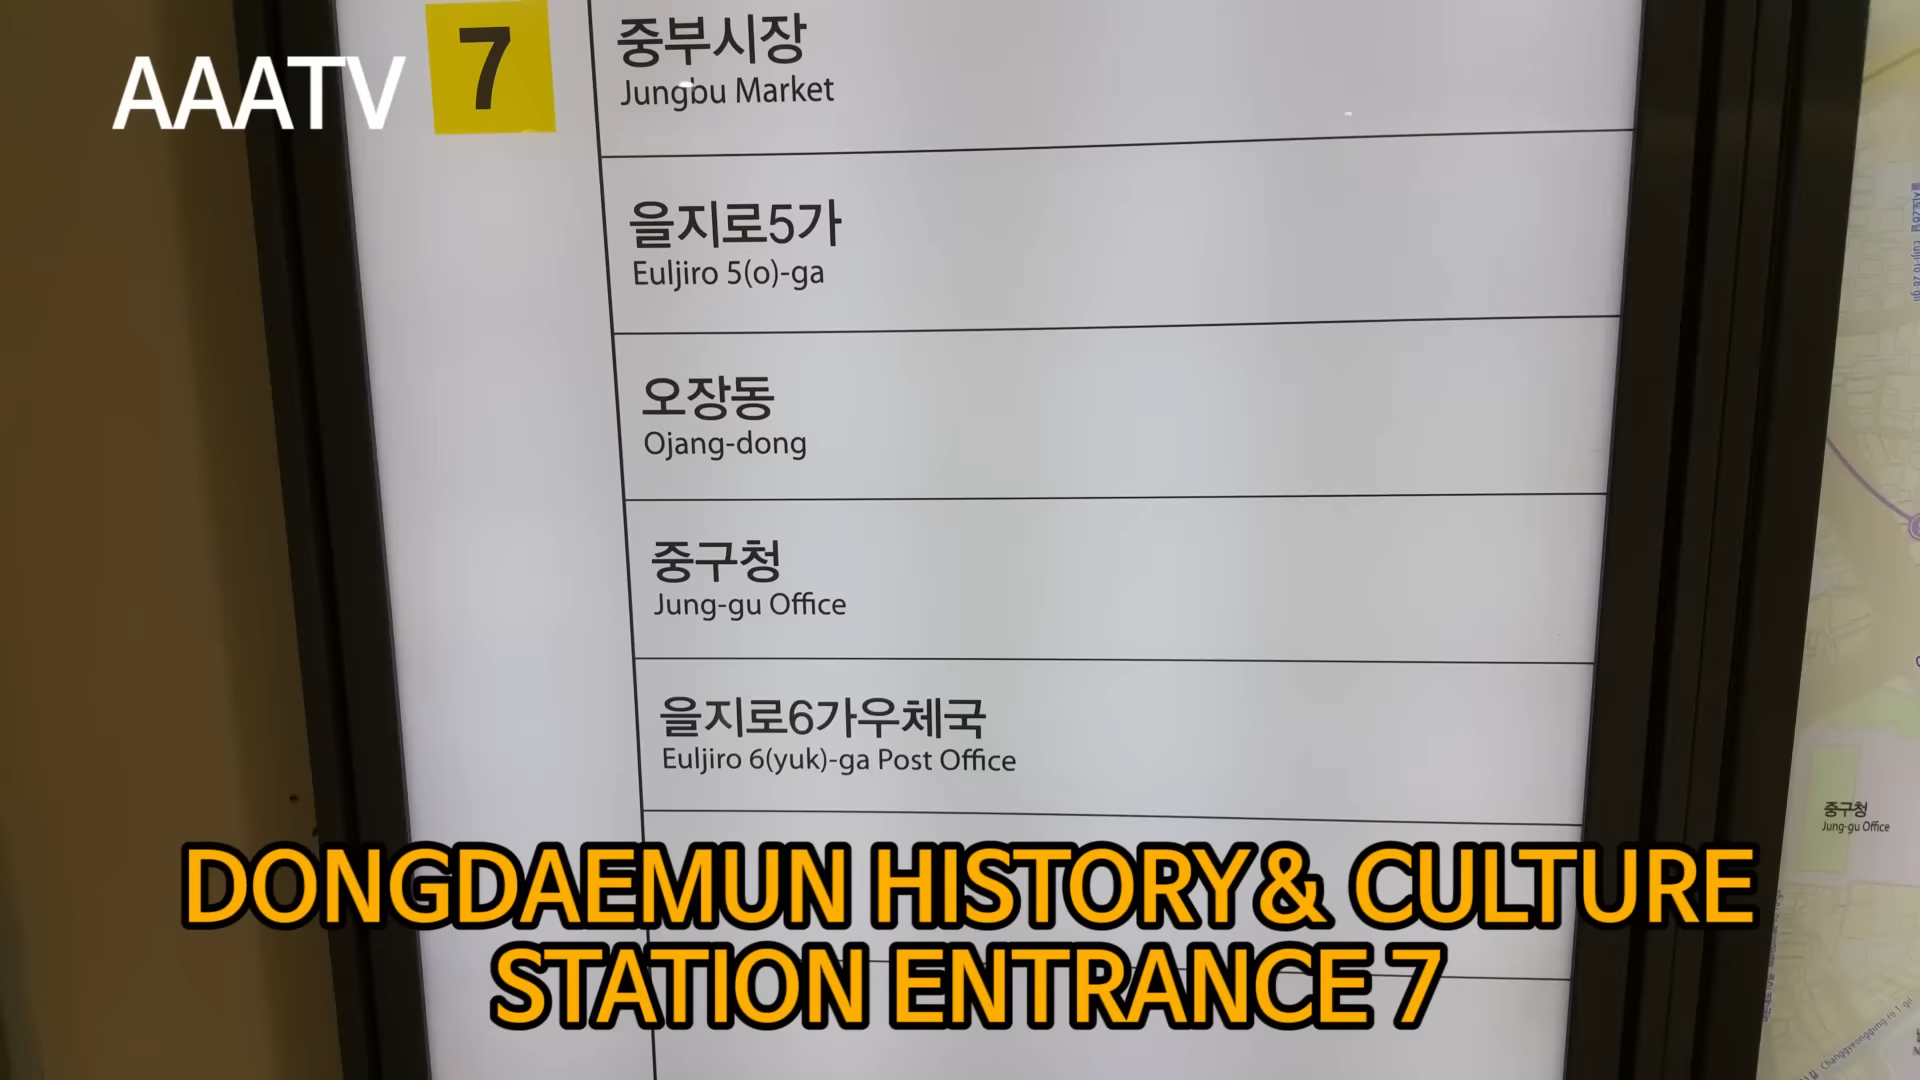 AAATV
7
중부시장
Jungbu Market
을지로5가
Euljiro 5(o)-ga
오장동
Ojang-dong
중구청
Jung-gu Office
을지로6가우체국
Euljiro 6(yuk)-ga Post Office
중구청
Jung-gu Office
DONGDAEMUN HISTORY& CULTURE
STATION ENTRANCE 7